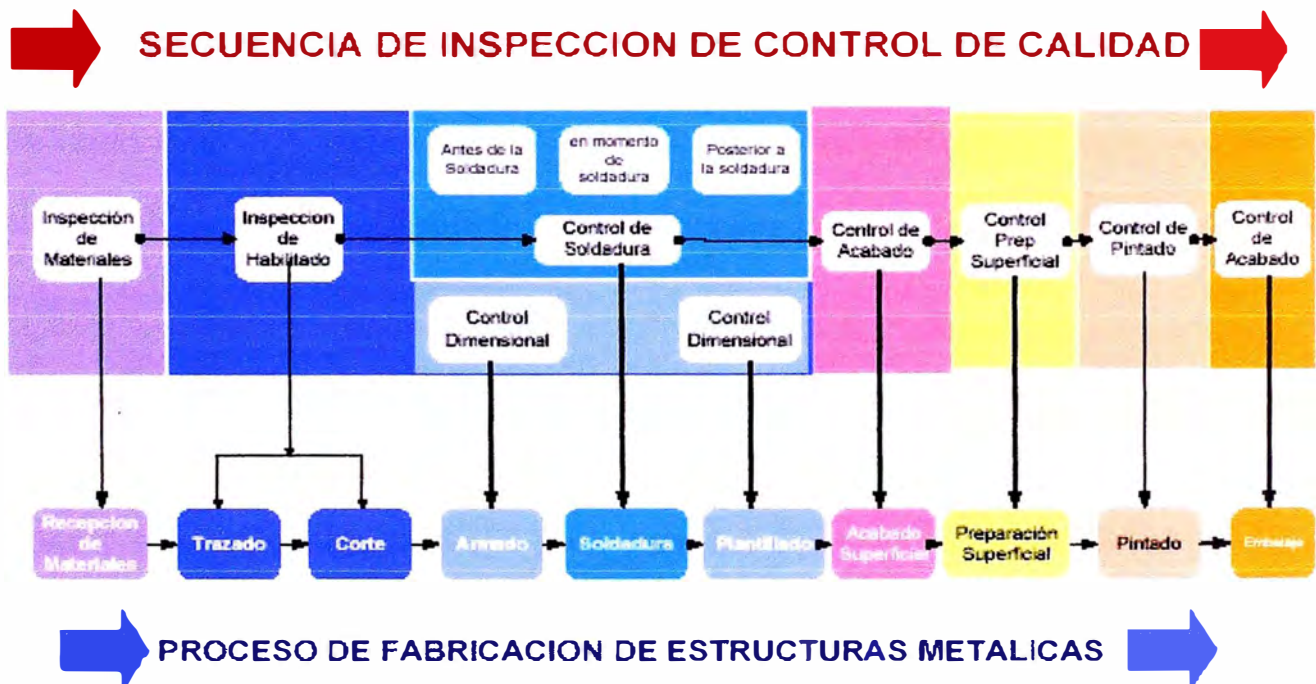 SECUENCIA DE INSPECCION DE CONTROL DE CALIDAD
Antes de la
Soldadura
en momento
de
soldadura
Posterior a
la soldadura
Inspección
de
Materiales
Inspeccion
de
Habilitado
Control de
Soldadura
Control de
Acabado
Control
Prep
Superficial
Control de
Pintado
Control
de
Acabado
Control
Dimensional
Control
Dimensional
Recepcion
de
Materiales
Trazado
Corte
Armado
Soldadura
Plantillado
Acabado
Superficial
Preparación
Superficial
Pintado
Embalaje
PROCESO DE FABRICACION DE ESTRUCTURAS METALICAS